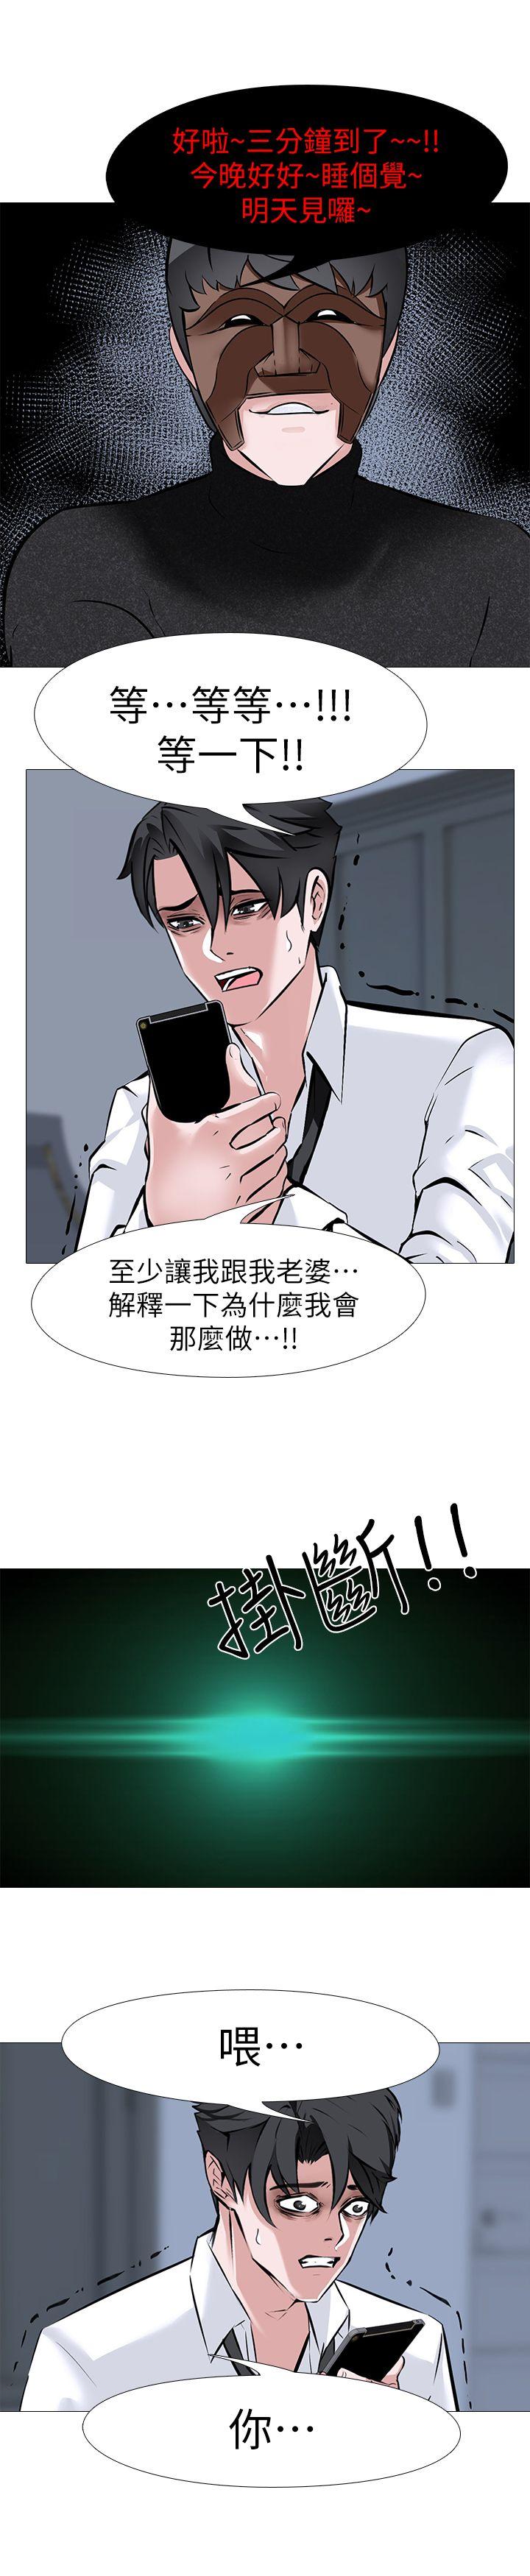 好啦~三分鐘到了~~!!
今晚好好~睡個覺~
明天見囉~
等…等等…!!!
等一下!!
至少讓我跟我老婆…
解釋一下為什麼我會
那麼做…!!
掛斷!!
喂…
你…